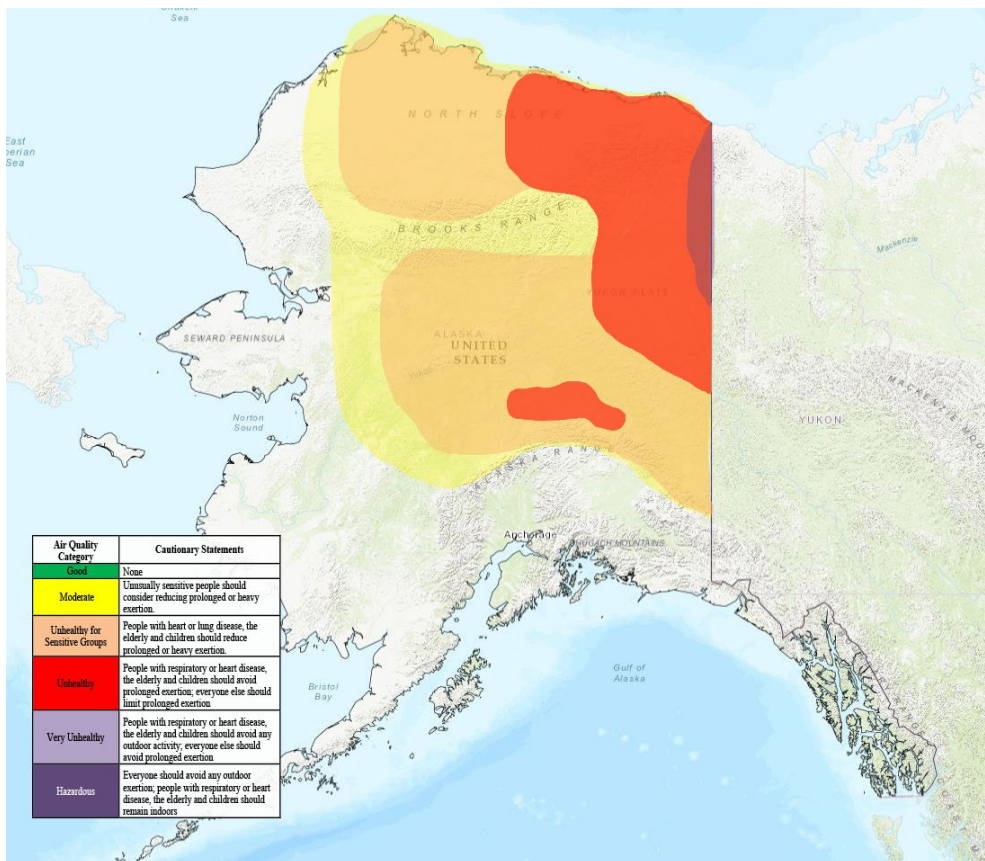 Sea
East
Sea
NORTH SLOPE
BROOKS RANGE
Mackenzie
YUKON
SEWARD PENINSULA
ALASKA
UNITED
STATES
Yukon
Norton
Sound
YUKON
ALASKA RANGE
Anchorage
CHUGACH MOUNTAINS
Gulf of
Alaska
Bristol
Bay
Air Quality
Category
Cautionary Statements
Good
None
Moderate
Unusually sensitive people should
consider reducing prolonged or heavy
exertion.
Unhealthy for
Sensitive Groups
People with heart or lung disease, the
elderly and children should reduce
prolonged or heavy exertion.
Unhealthy
People with respiratory or heart disease,
the elderly and children should avoid
prolonged exertion; everyone else should
limit prolonged exertion
Very Unhealthy
People with respiratory or heart disease,
the elderly and children should avoid any
outdoor activity; everyone else should
avoid prolonged exertion
Hazardous
Everyone should avoid any outdoor
exertion; people with respiratory or heart
disease, the elderly and children should
remain indoors